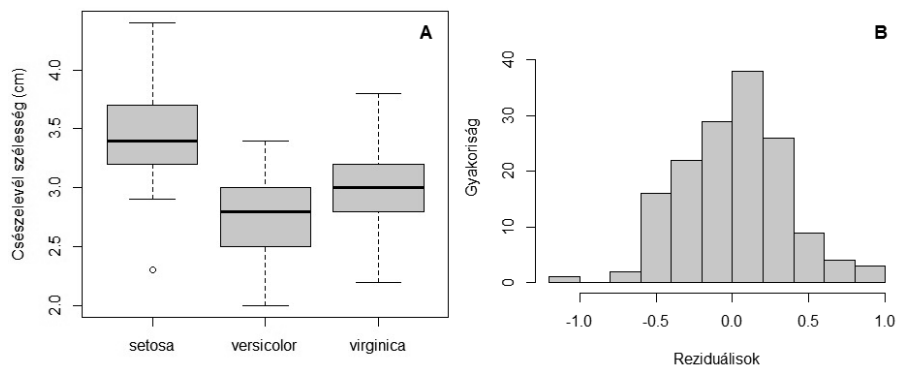 A
Csészelevél szélesség (cm)
4.0
3.5
3.0
2.5
2.0
setosa versicolor virginica
B
Gyakoriság
40
30
20
10
0
-1.0 -0.5 0.0 0.5 1.0
Reziduálisok